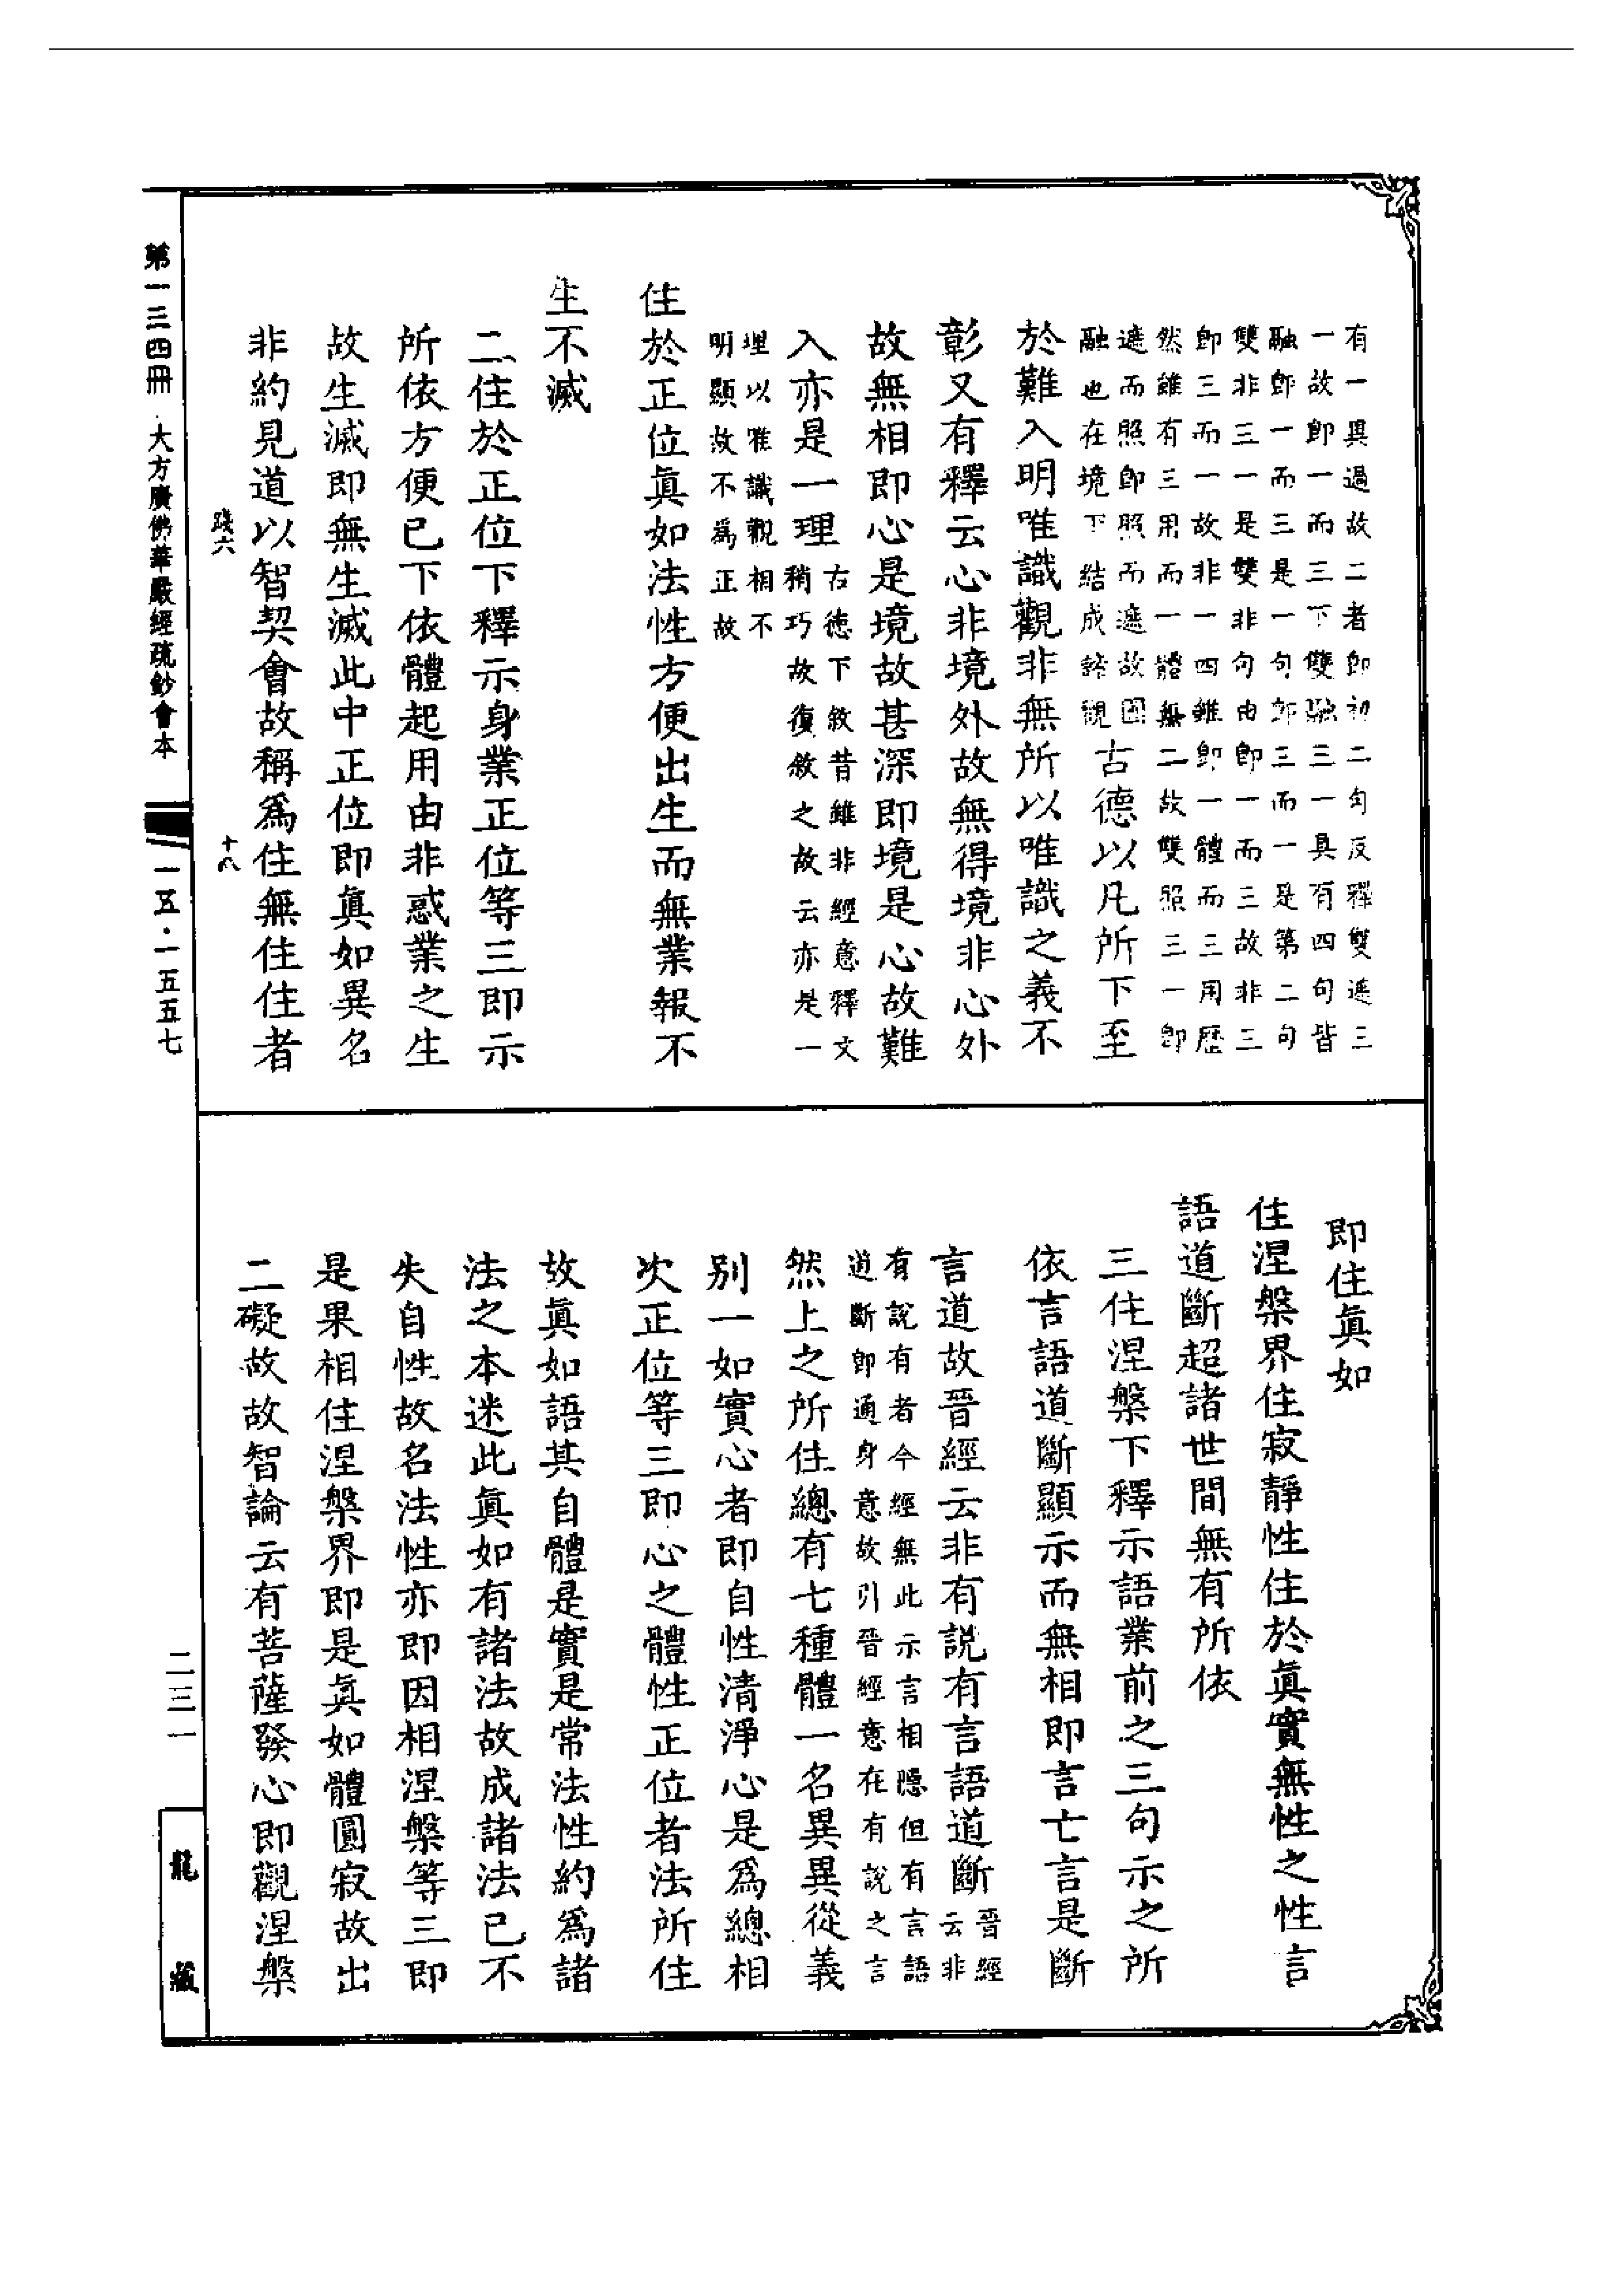 有一異過故二者即初二句反釋雙遮三
一故即一而三下雙融三一具有四句皆
融即一而三是一句即三而一是第二句
雙非三一是雙非句由即一而三故非三
即三而一故非一四雖即一體而三用歷
然雖有三用而一體無二故雙照三一即
遮而照即照而遮故圓
融也在境下結成諦觀古德以凡所下至
於難入明唯識觀非無所以唯識之義不
彰又有釋云心非境外故無得境非心外
故無相即心是境故甚深即境是心故難
入亦是一理古德下敘昔雖非經意釋文
稍巧故復敘之故云亦是一
理以唯識觀相不
明顯故不為正故
住於正位真如法性方便出生而無業報不
生不滅
二住於正位下釋示身業正位等三即示
所依方便已下依體起用由非惑業之生
故生滅即無生滅此中正位即真如異名
非約見道以智契會故稱為住無住住者
踐六
十八
即住真如
住涅槃界住寂靜性住於真實無性之性言
語道斷超諸世間無有所依
三住涅槃下釋示語業前之三句示之所
依言語道斷顯示而無相即言亡言是斷
言道故晉經云非有說有言語道斷晉經
云非
有說有者今經無此示言相隱但有言語
道斷即通身意故引晉經意在有說之言
然上之所住總有七種體一名異異從義
別一如實心者即自性清淨心是為總相
次正位等三即心之體性正位者法所住
故真如語其自體是實是常法性約為諸
法之本迷此真如有諸法故成諸法已不
失自性故名法性亦即因相涅槃等三即
是果相住涅槃界即是真如體圓寂故出
二礙故故智論云有菩薩發心即觀涅槃
第一三四冊·大方廣佛華嚴經疏鈔會本
一五·一五五七
二三一
龍藏